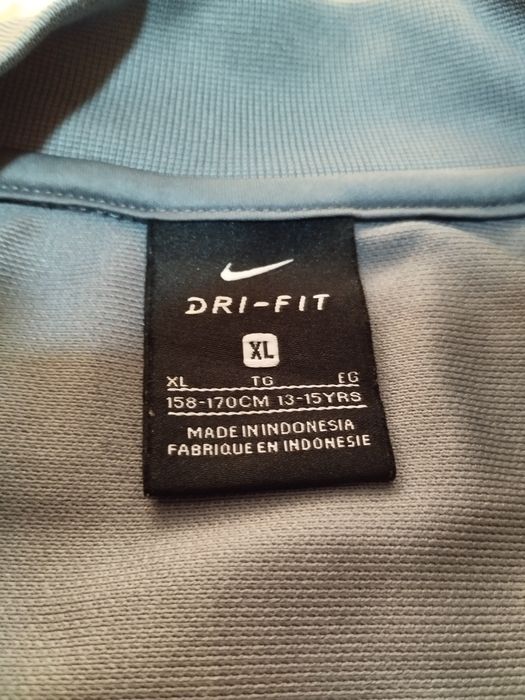 DRI-FIT
XL
XL TG EG
158-170CM 13-15YRS
MADE IN INDONESIA
FABRIQUE EN INDONESIE